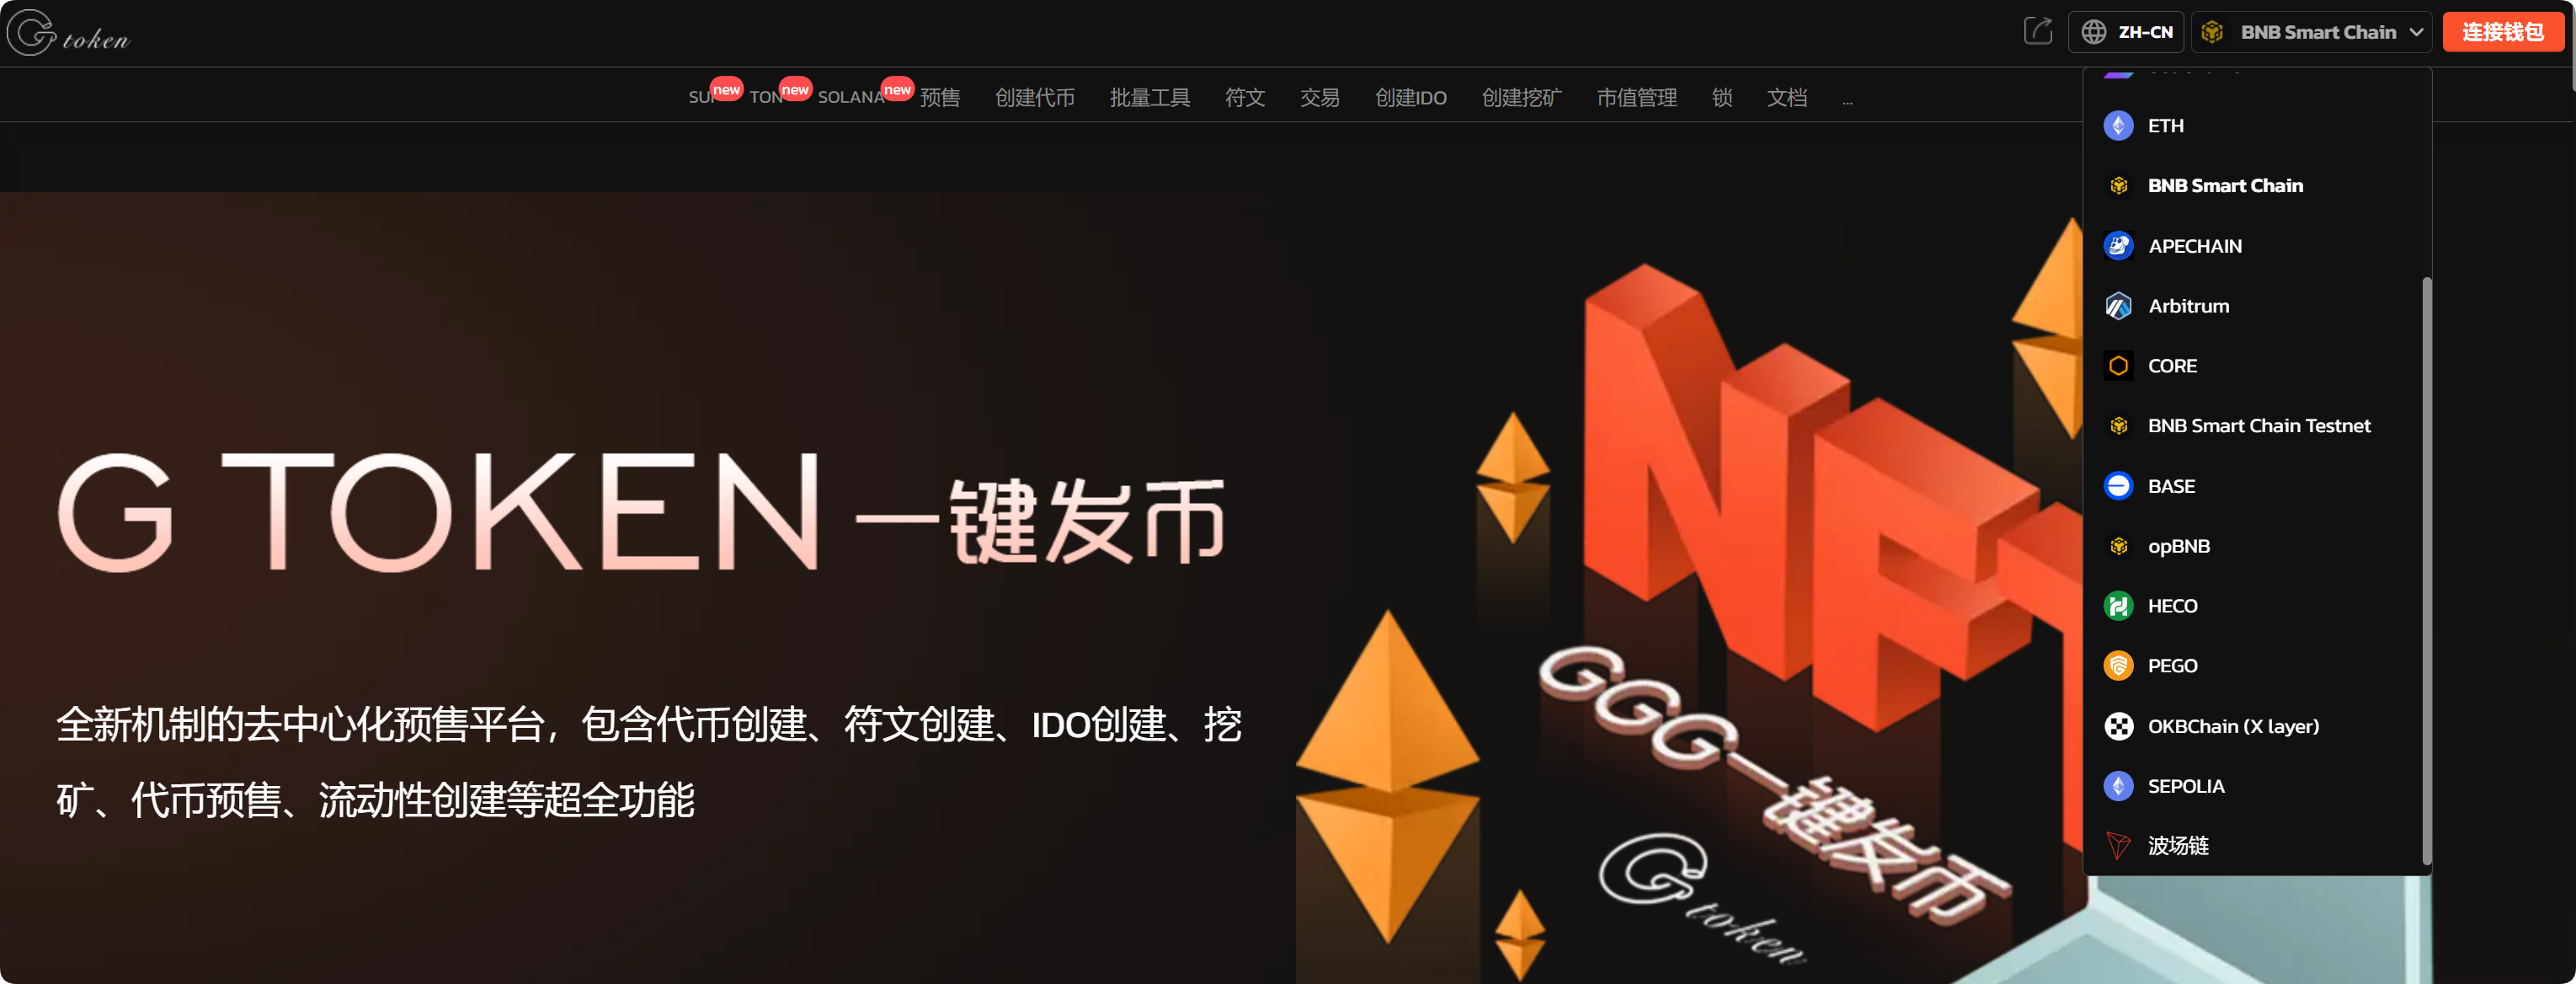 G token
ZH-CN
BNB Smart Chain
连接钱包
new
TON new
SOLANA new
预售
创建代币
批量工具
符文
交易
创建IDO
创建挖矿
市值管理
锁
文档
...
ETH
BNB Smart Chain
APECHAIN
Arbitrum
CORE
BNB Smart Chain Testnet
BASE
opBNB
HECO
PEGO
OKBChain (X layer)
SEPOLIA
波场链
G TOKEN 一键发币
全新机制的去中心化预售平台，包含代币创建、符文创建、IDO创建、挖
矿、代币预售、流动性创建等超全功能
NFT
GGG一键发币
G token